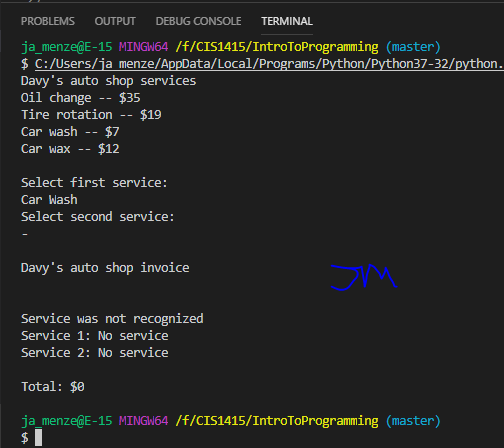 PROBLEMS OUTPUT DEBUG CONSOLE TERMINAL
ja_menze@E-15 MINGW64 /f/CIS1415/IntroToProgramming (master)
$ C:/Users/ja_menze/AppData/Local/Programs/Python/Python37-32/python.
Davy's auto shop services
Oil change -- $35
Tire rotation -- $19
Car wash -- $7
Car wax -- $12
Select first service:
Car Wash
Select second service:
-
Davy's auto shop invoice
JM
Service was not recognized
Service 1: No service
Service 2: No service
Total: $0
ja_menze@E-15 MINGW64 /f/CIS1415/IntroToProgramming (master)
$